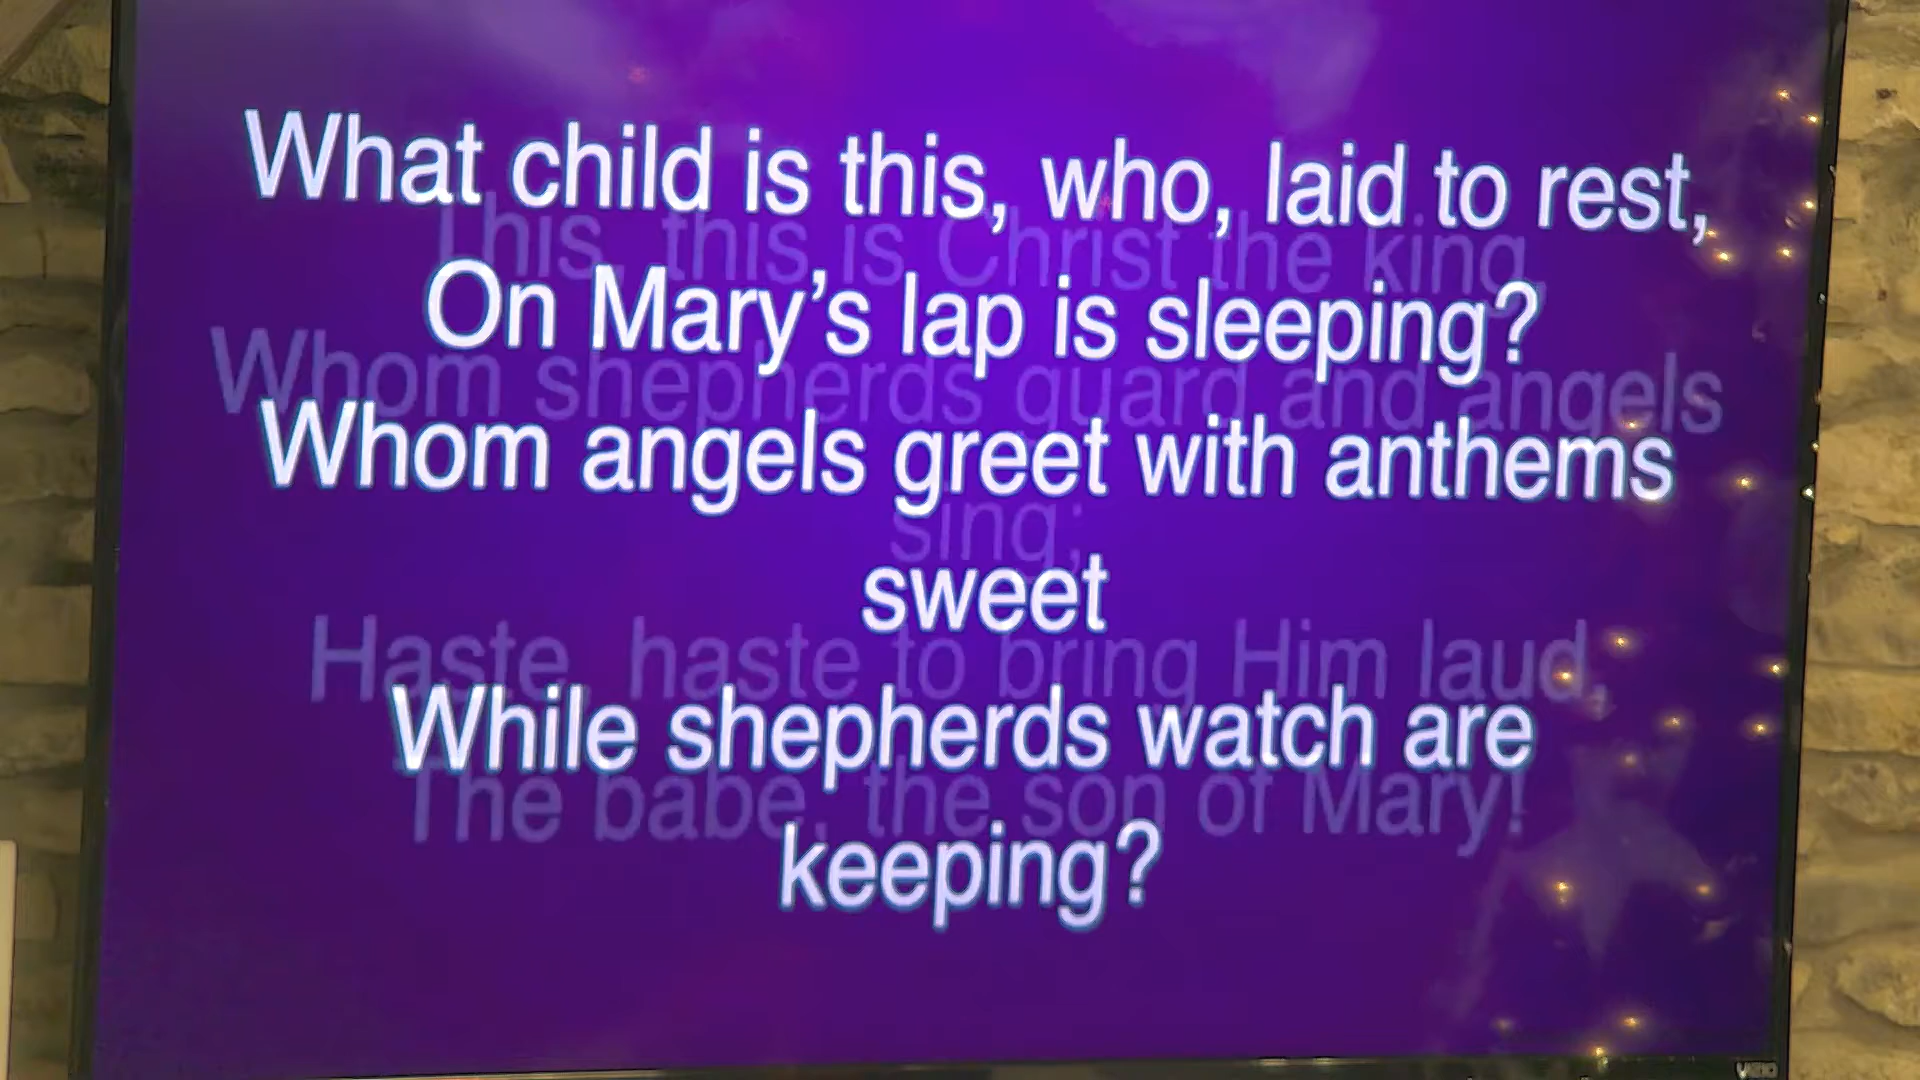 What child is this, who, laid to rest,
This, this is Christ the king,
On Mary’s lap is sleeping?
Whom shepherds guard and angels
Whom angels greet with anthems
sing;
sweet
Haste, haste to bring Him laud,
While shepherds watch are
The babe, the son of Mary!
keeping?
VIZIO